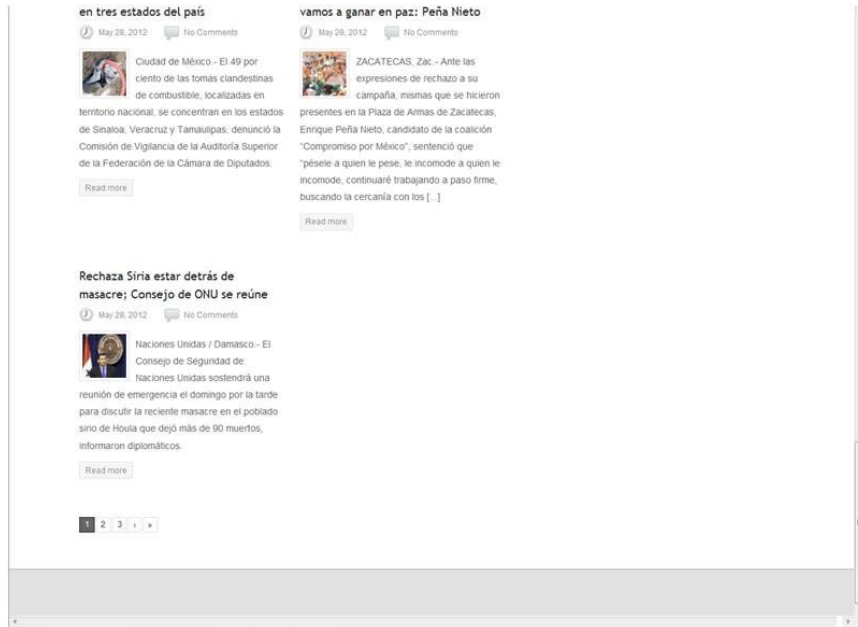 en tres estados del país
May 28, 2012 No Comments
Ciudad de México.- El 49 por
ciento de las tomas clandestinas
de combustible, localizadas en
territorio nacional, se concentran en los estados
de Sinaloa, Veracruz y Tamaulipas, denunció la
Comisión de Vigilancia de la Auditoría Superior
de la Federación de la Cámara de Diputados.
Read more
vamos a ganar en paz: Peña Nieto
May 28, 2012 No Comments
ZACATECAS, Zac.- Ante las
expresiones de rechazo a su
campaña, mismas que se hicieron
presentes en la Plaza de Armas de Zacatecas,
Enrique Peña Nieto, candidato de la coalición
“Compromiso por México”, sentenció que
“pésele a quien le pese, le incomode a quien le
incomode, continuaré trabajando a paso firme,
buscando la cercanía con los [...]
Read more
Rechaza Siria estar detrás de
masacre; Consejo de ONU se reúne
May 28, 2012 No Comments
Naciones Unidas / Damasco.- El
Consejo de Seguridad de
Naciones Unidas sostendrá una
reunión de emergencia el domingo por la tarde
para discutir la reciente masacre en el poblado
sirio de Houla que dejó más de 90 muertos,
informaron diplomáticos.
Read more
1 2 3 › »